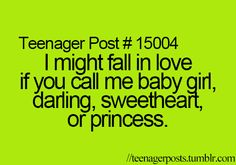 Teenager Post # 15004
I might fall in love
if you call me baby girl,
darling, sweetheart,
or princess.
//teenagerposts.tumblr.com